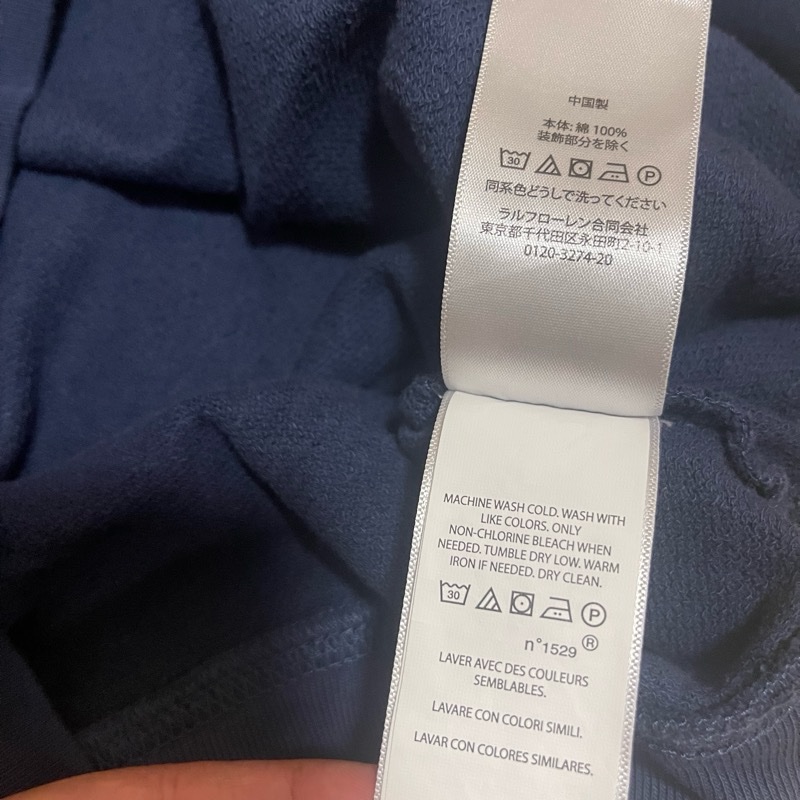 中国製
本体: 綿 100%
装飾部分を除く
30 P
同系色どうしで洗ってください
ラルフローレン合同会社
東京都千代田区永田町2-10-1
0120-3274-20
MACHINE WASH COLD. WASH WITH
LIKE COLORS. ONLY
NON-CHLORINE BLEACH WHEN
NEEDED. TUMBLE DRY LOW. WARM
IRON IF NEEDED. DRY CLEAN.
30 P
n°1529 ®
LAVER AVEC DES COULEURS
SEMBLABLES.
LAVARE CON COLORI SIMILI.
LAVAR CON COLORES SIMILARES.